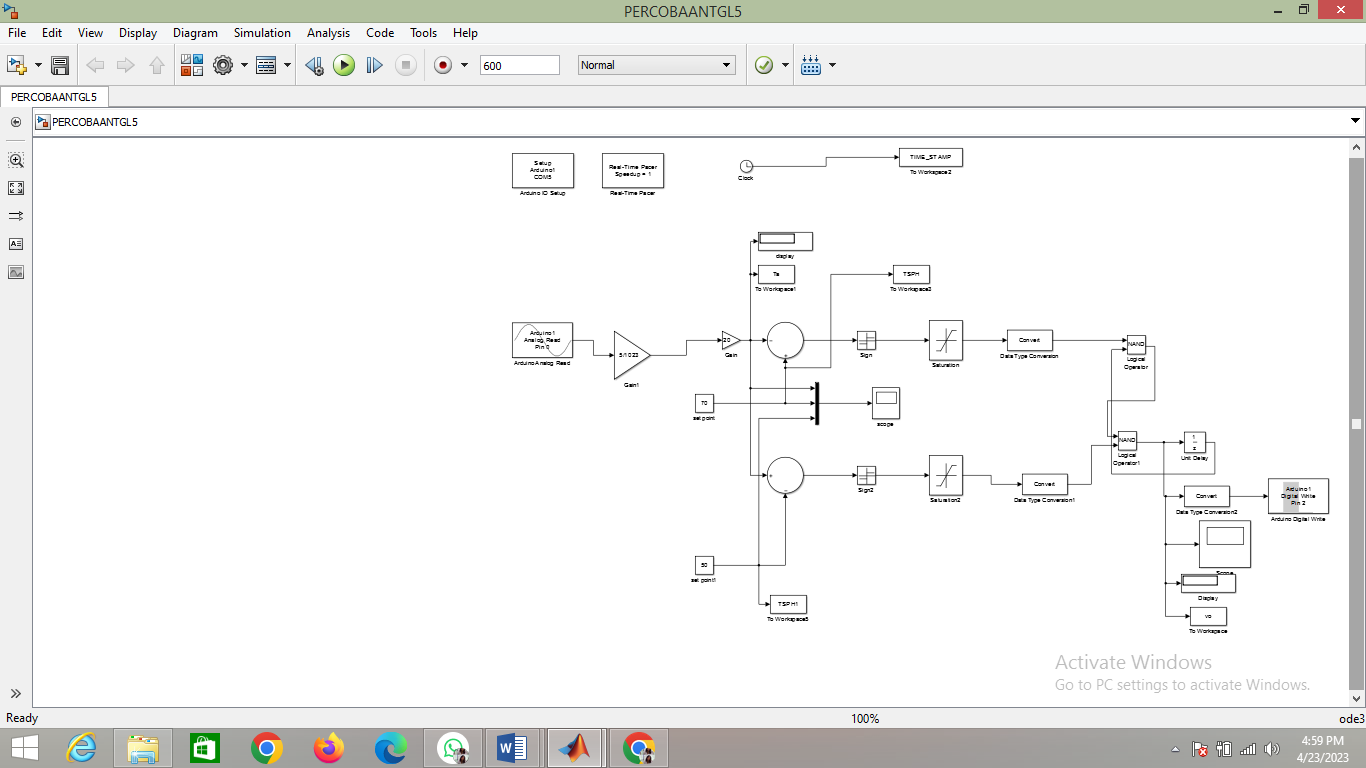 PERCOBAANTGL5
File Edit View Display Diagram Simulation Analysis Code Tools Help
600
Normal
PERCOBAANTGL5
PERCOBAANTGL5
Setup
Arduino1
COM5
Arduino IO Setup
Real-Time Pacer
Speedup = 1
Real-Time Pacer
Clock
TIME_STAMP
To Workspace2
display
Ta
To Workspace1
TSPH
To Workspace3
Arduino1
Analog Read
Pin 0
Arduino Analog Read
5/1023
Gain1
20
Gain
Sign
Saturation
Convert
Data Type Conversion
NAND
Logical
Operator
70
set point
scope
NAND
Logical
Operator1
1
z
Unit Delay
Sign2
Saturation2
Convert
Data Type Conversion1
Convert
Data Type Conversion2
Arduino1
Digital Write
Pin 2
Arduino Digital Write
Scope
Display
vo
To Workspace
50
set point1
TSPH1
To Workspace5
Activate Windows
Go to PC settings to activate Windows.
Ready
100%
ode3
4:59 PM
4/23/2023